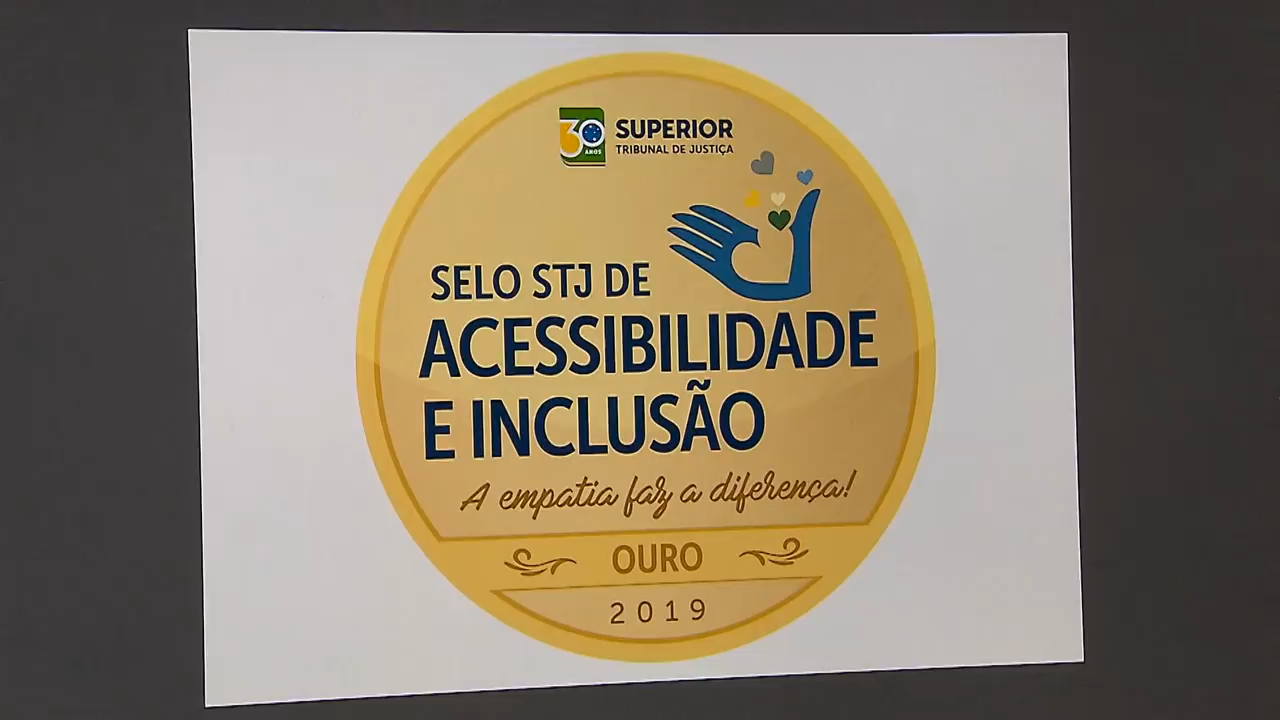 30
ANOS
SUPERIOR
TRIBUNAL DE JUSTIÇA
SELO STJ DE
ACESSIBILIDADE
E INCLUSÃO
A empatia faz a diferença!
OURO
2019